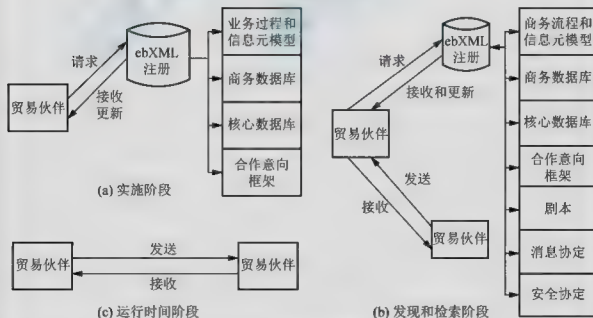 请求
ebXML
注册
接收
更新
贸易伙伴
业务过程和
信息元模型
商务数据库
核心数据库
合作意向
框架
(a) 实施阶段
贸易伙伴
发送
接收
贸易伙伴
(c) 运行时间阶段
请求
ebXML
注册
接收和更新
贸易伙伴
发送
接收
贸易伙伴
商务流程和
信息元模型
商务数据库
核心数据库
合作意向
框架
剧本
消息协定
安全协定
(b) 发现和检索阶段